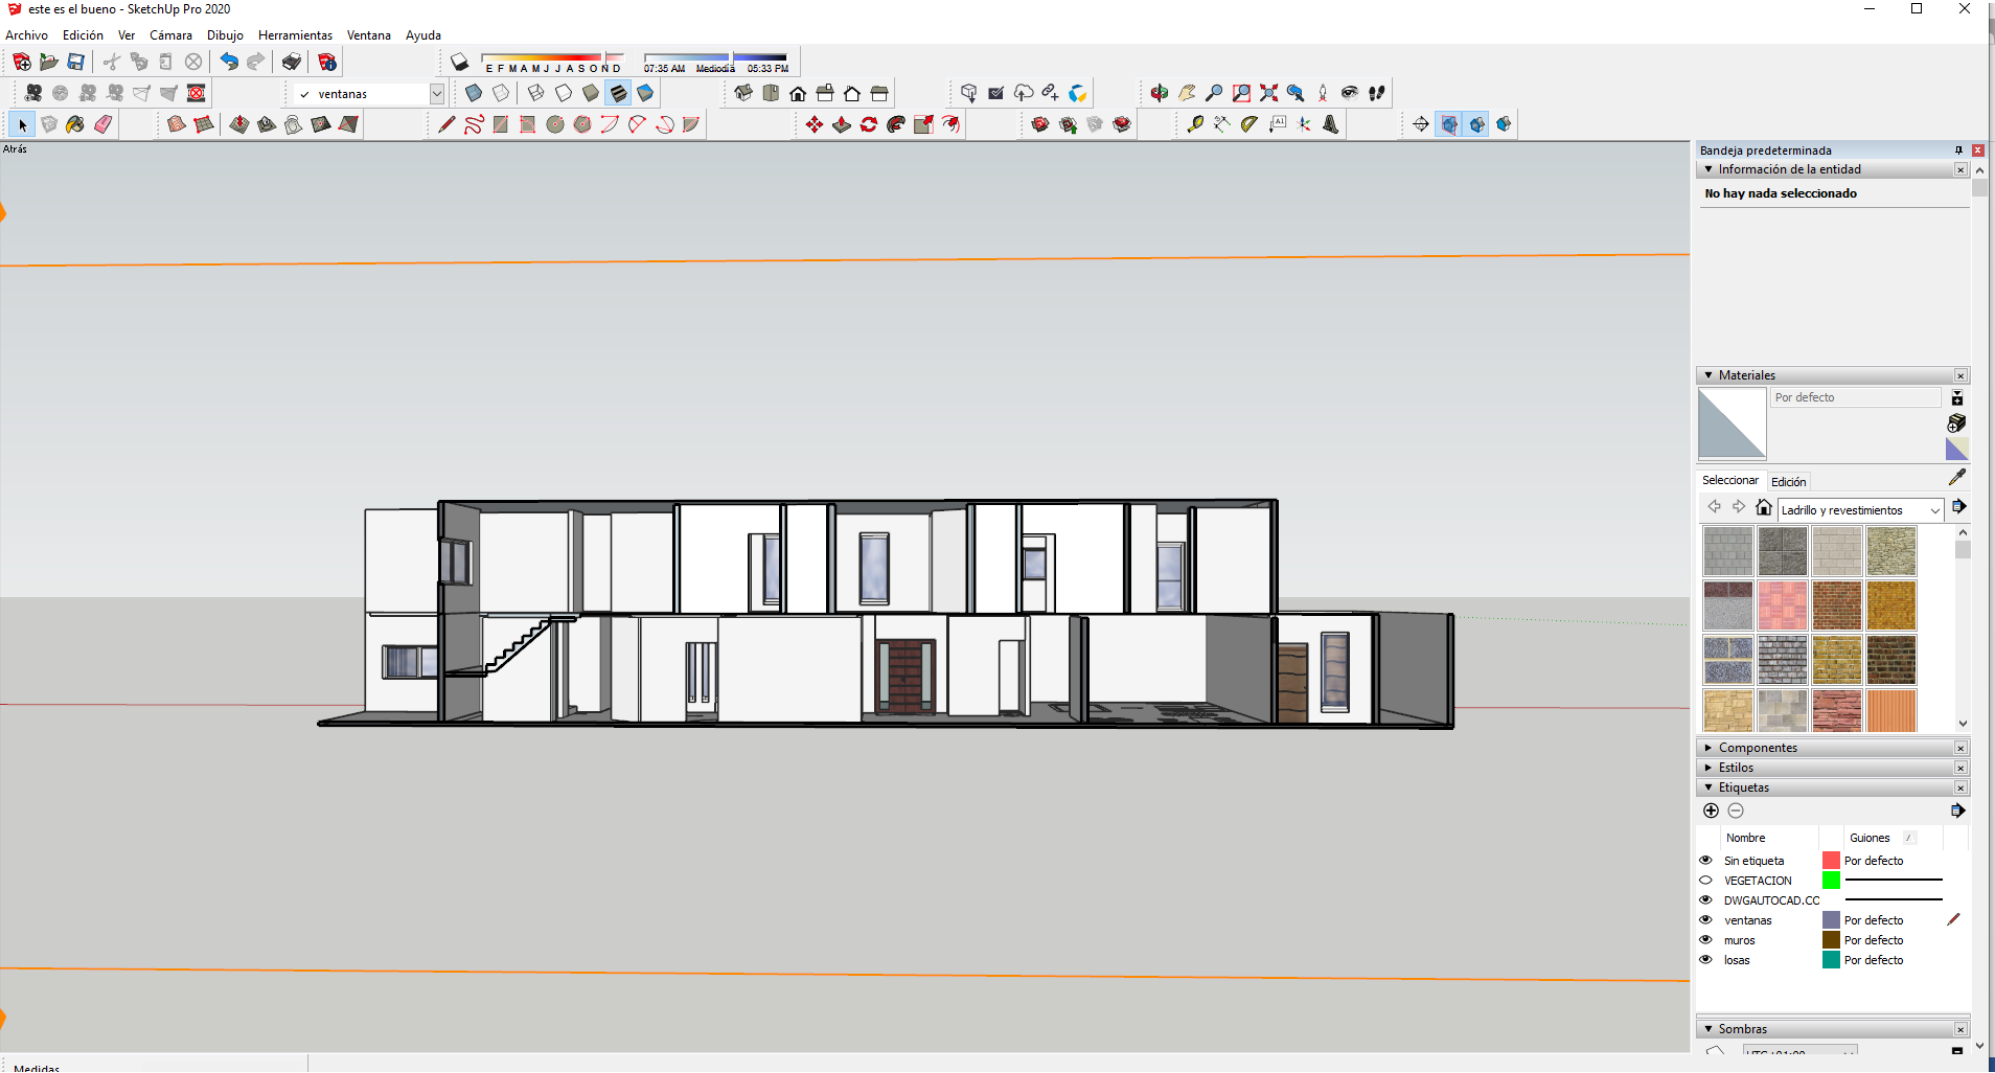 este es el bueno - SketchUp Pro 2020
Archivo Edición Ver Cámara Dibujo Herramientas Ventana Ayuda
E F M A M J J A S O N D 07:35 AM Mediodía 05:33 PM
ventanas
A1
Atrás
Bandeja predeterminada
Información de la entidad
No hay nada seleccionado
Materiales
Por defecto
Seleccionar Edición
Ladrillo y revestimientos
Componentes
Estilos
Etiquetas
Nombre Guiones
Sin etiqueta Por defecto
VEGETACION
DWGAUTOCAD.CO
ventanas Por defecto
muros Por defecto
losas Por defecto
Sombras
Medidas